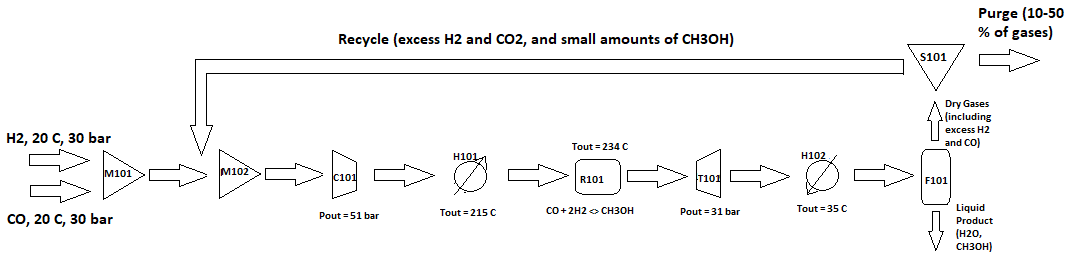 Purge (10-50
% of gases)
Recycle (excess H2 and CO2, and small amounts of CH3OH)
S101
Dry Gases
(including
excess H2
and CO)
H2, 20 C, 30 bar
CO, 20 C, 30 bar
M101
M102
C101
Pout = 51 bar
H101
Tout = 215 C
Tout = 234 C
R101
CO + 2H2 <> CH3OH
T101
Pout = 31 bar
H102
Tout = 35 C
F101
Liquid
Product
(H2O,
CH3OH)